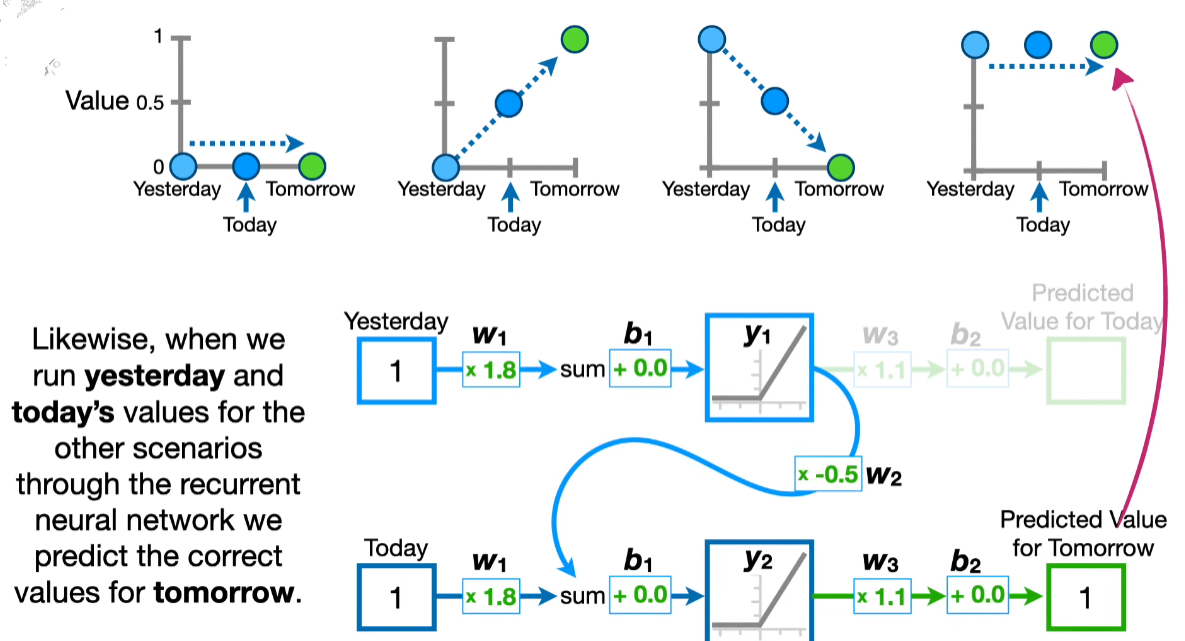 1
Value 0.5
0
Yesterday Tomorrow
Today
Yesterday Tomorrow
Today
Yesterday Tomorrow
Today
Yesterday Tomorrow
Today
Likewise, when we
run yesterday and
today's values for the
other scenarios
through the recurrent
neural network we
predict the correct
values for tomorrow.
Yesterday
1
w1
x 1.8
sum
b1
+ 0.0
y1
w3
x 1.1
b2
+ 0.0
Predicted
Value for Today
x -0.5 w2
Today
1
w1
x 1.8
sum
b1
+ 0.0
y2
w3
x 1.1
b2
+ 0.0
Predicted Value
for Tomorrow
1